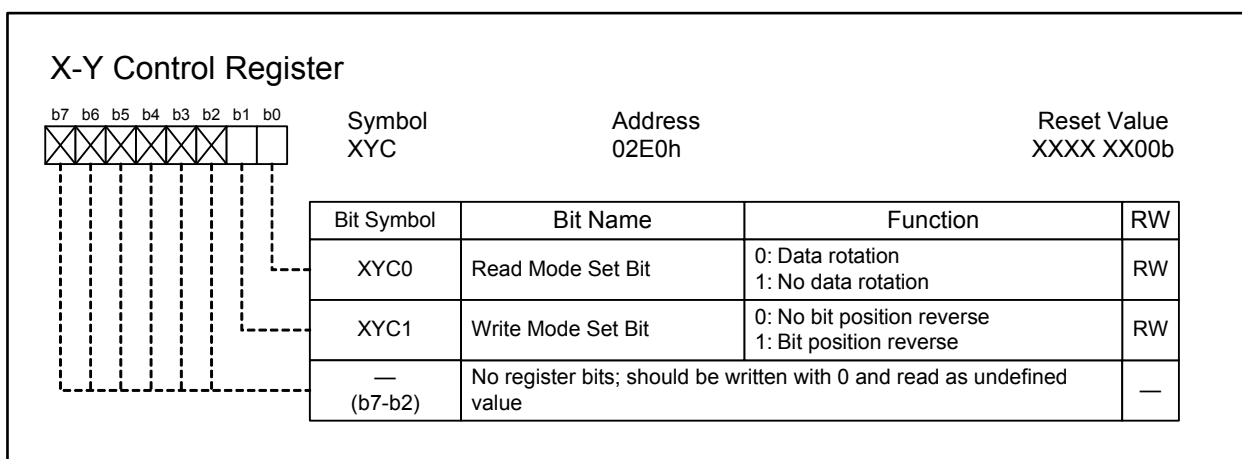 X-Y Control Register
b7 b6 b5 b4 b3 b2 b1 b0
Symbol Address Reset Value
XYC 02E0h XXXX XX00b
Bit Symbol Bit Name Function RW
XYC0 Read Mode Set Bit 0: Data rotation RW
1: No data rotation
XYC1 Write Mode Set Bit 0: No bit position reverse RW
1: Bit position reverse
— No register bits; should be written with 0 and read as undefined —
(b7-b2) value